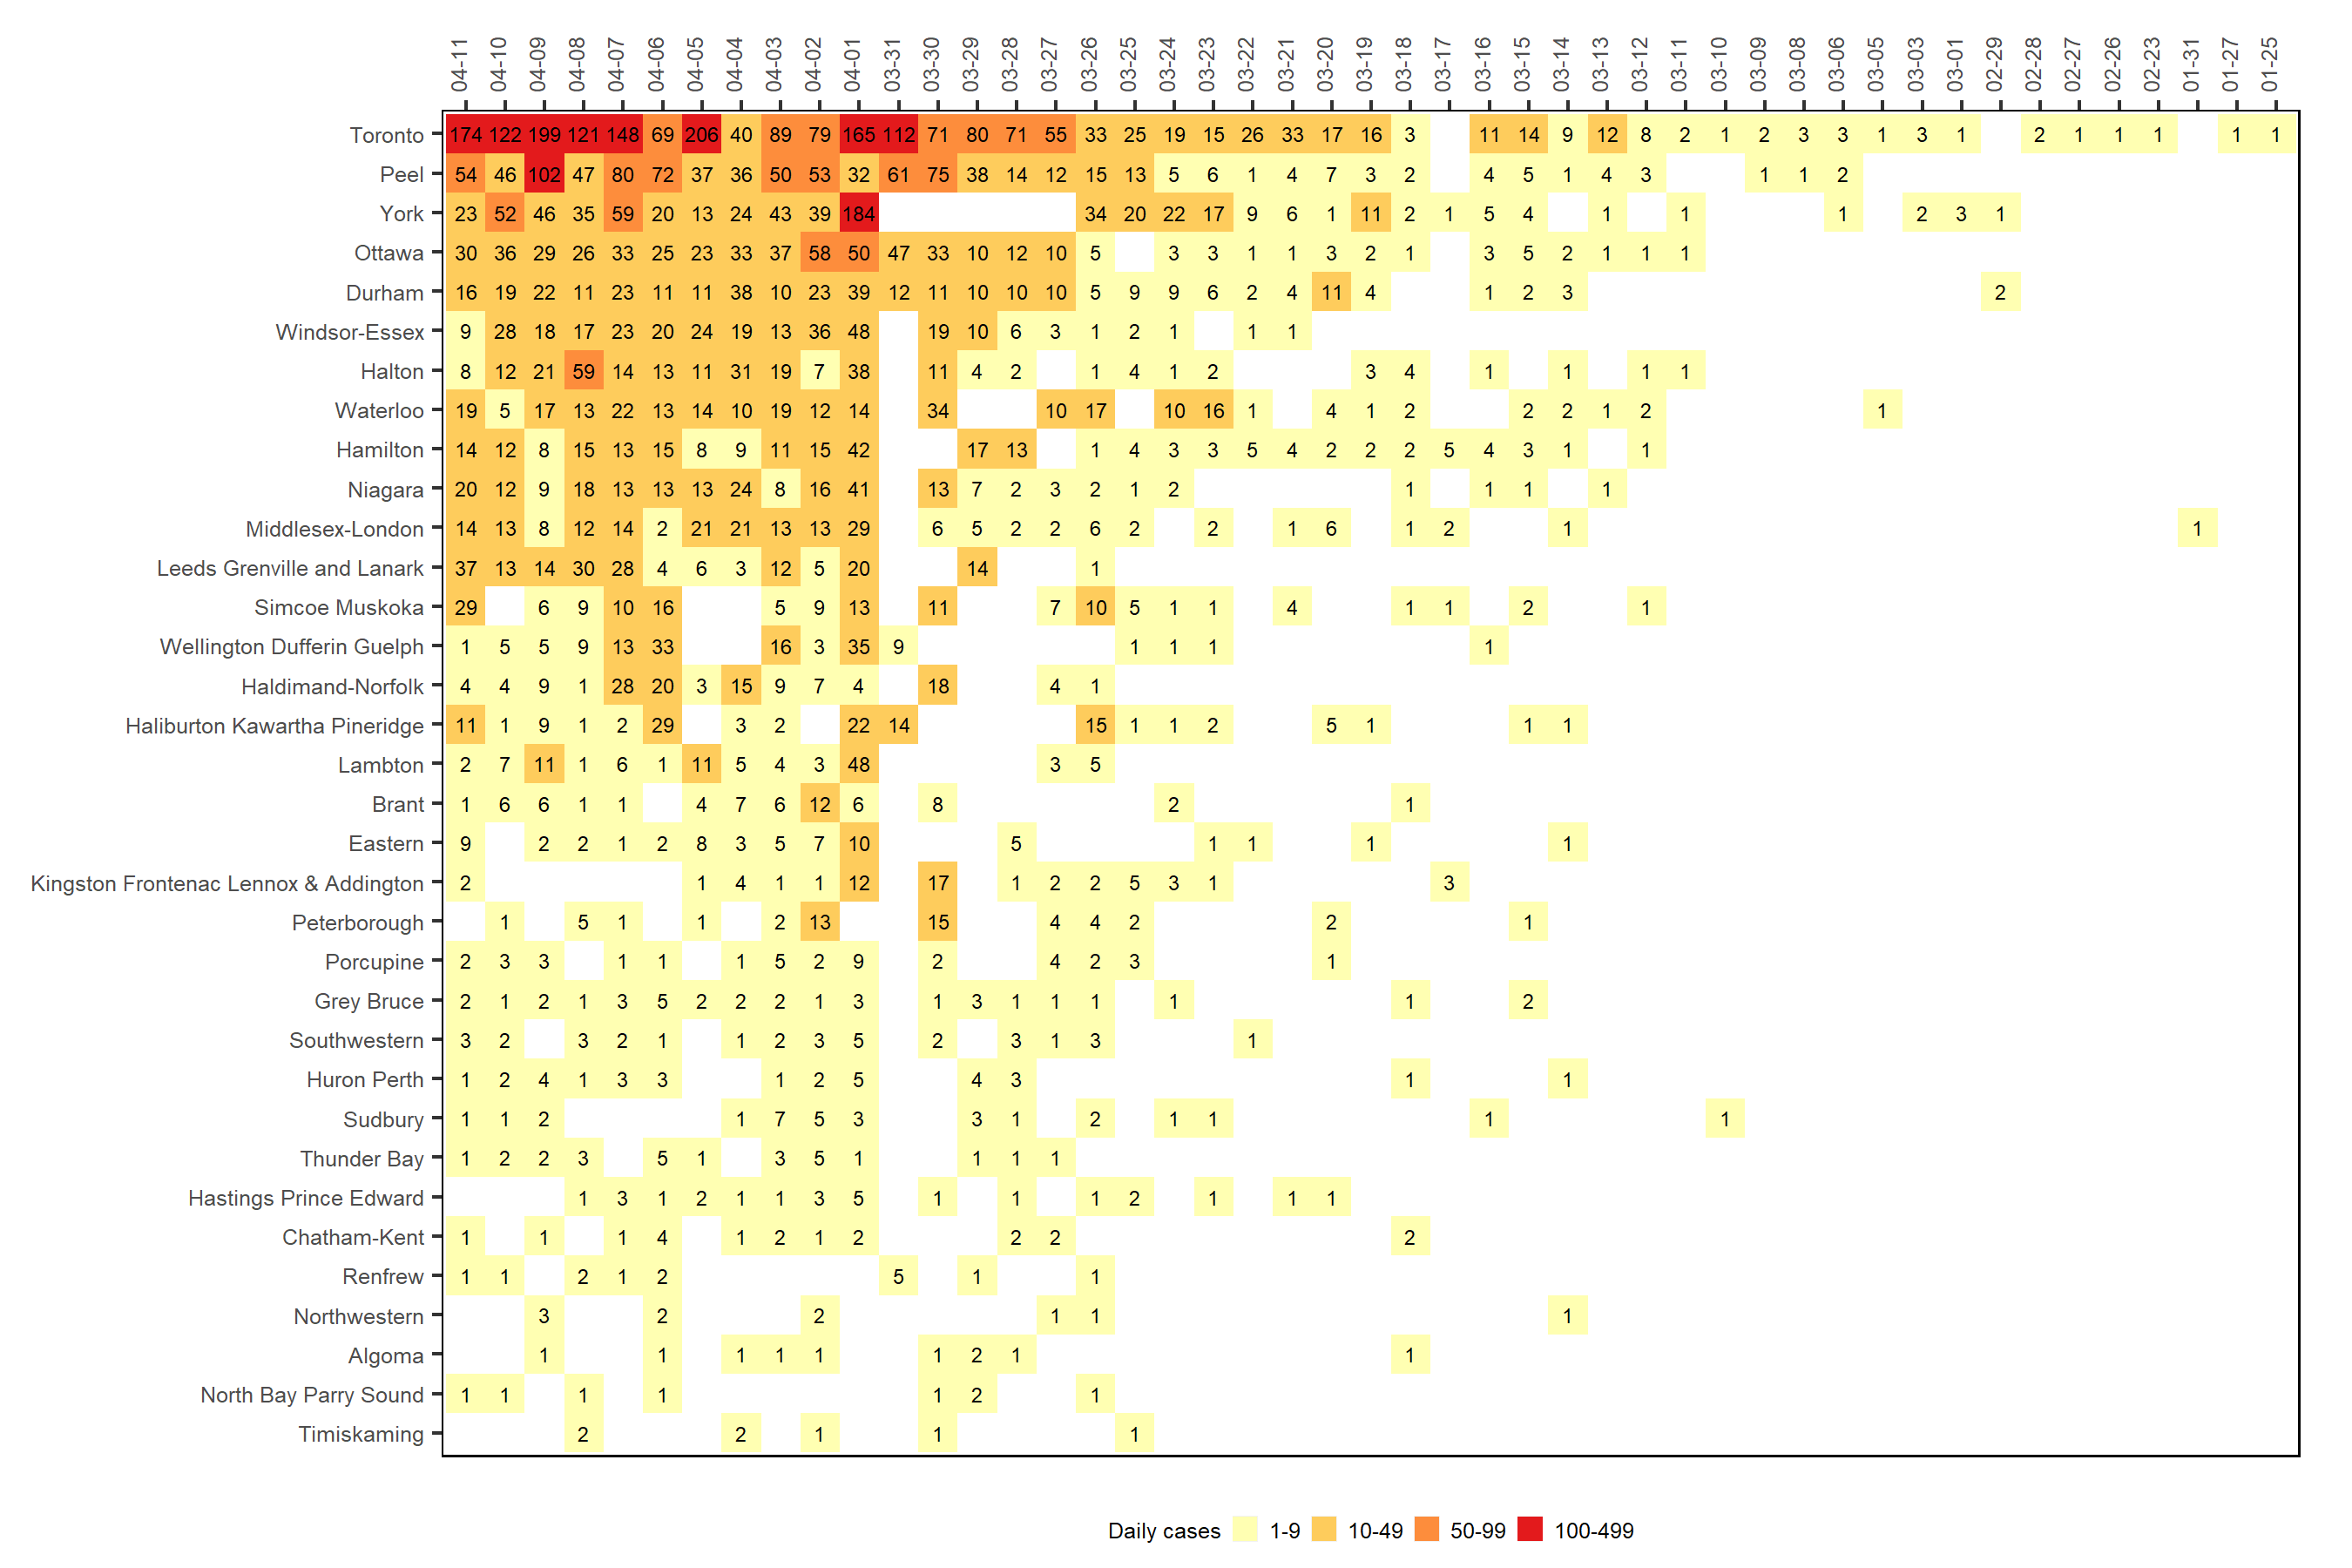 04-11 04-10 04-09 04-08 04-07 04-06 04-05 04-04 04-03 04-02 04-01 03-31 03-30 03-29 03-28 03-27 03-26 03-25 03-24 03-23 03-22 03-21 03-20 03-19 03-18 03-17 03-16 03-15 03-14 03-13 03-12 03-11 03-10 03-09 03-08 03-06 03-05 03-03 03-01 02-29 02-28 02-27 02-26 02-23 01-31 01-27 01-25
Toronto 174 122 199 121 148 69 206 40 89 79 165 112 71 80 71 55 33 25 19 15 26 33 17 16 3 11 14 9 12 8 2 1 2 3 3 1 3 1 2 1 1 1 1 1
Peel 54 46 102 47 80 72 37 36 50 53 32 61 75 38 14 12 15 13 5 6 1 4 7 3 2 4 5 1 4 3 1 1 2
York 23 52 46 35 59 20 13 24 43 39 184 34 20 22 17 9 6 1 11 2 1 5 4 1 1 1 2 3 1
Ottawa 30 36 29 26 33 25 23 33 37 58 50 47 33 10 12 10 5 3 3 1 1 3 2 1 3 5 2 1 1 1
Durham 16 19 22 11 23 11 11 38 10 23 39 12 11 10 10 10 5 9 9 6 2 4 11 4 1 2 3 2
Windsor-Essex 9 28 18 17 23 20 24 19 13 36 48 19 10 6 3 1 2 1 1 1
Halton 8 12 21 59 14 13 11 31 19 7 38 11 4 2 1 4 1 2 3 4 1 1 1 1
Waterloo 19 5 17 13 22 13 14 10 19 12 14 34 10 17 10 16 1 4 1 2 2 2 1 2 1
Hamilton 14 12 8 15 13 15 8 9 11 15 42 17 13 1 4 3 3 5 4 2 2 2 5 4 3 1 1
Niagara 20 12 9 18 13 13 13 24 8 16 41 13 7 2 3 2 1 2 1 1 1 1
Middlesex-London 14 13 8 12 14 2 21 21 13 13 29 6 5 2 2 6 2 2 1 6 1 2 1 1
Leeds Grenville and Lanark 37 13 14 30 28 4 6 3 12 5 20 14 1
Simcoe Muskoka 29 6 9 10 16 5 9 13 11 7 10 5 1 1 4 1 1 2 1
Wellington Dufferin Guelph 1 5 5 9 13 33 16 3 35 9 1 1 1 1
Haldimand-Norfolk 4 4 9 1 28 20 3 15 9 7 4 18 4 1
Haliburton Kawartha Pineridge 11 1 9 1 2 29 3 2 22 14 15 1 1 2 5 1 1 1
Lambton 2 7 11 1 6 1 11 5 4 3 48 3 5
Brant 1 6 6 1 1 4 7 6 12 6 8 2 1
Eastern 9 2 2 1 2 8 3 5 7 10 5 1 1 1 1
Kingston Frontenac Lennox & Addington 2 1 4 1 1 12 17 1 2 2 5 3 1 3
Peterborough 1 5 1 1 2 13 15 4 4 2 2 1
Porcupine 2 3 3 1 1 1 5 2 9 2 4 2 3 1
Grey Bruce 2 1 2 1 3 5 2 2 2 1 3 1 3 1 1 1 1 1 2
Southwestern 3 2 3 2 1 1 2 3 5 2 3 1 3 1
Huron Perth 1 2 4 1 3 3 1 2 5 4 3 1 1
Sudbury 1 1 2 1 7 5 3 3 1 2 1 1 1 1
Thunder Bay 1 2 2 3 5 1 3 5 1 1 1 1
Hastings Prince Edward 1 3 1 2 1 1 3 5 1 1 1 2 1 1 1
Chatham-Kent 1 1 1 4 1 2 1 2 2 2 2
Renfrew 1 1 2 1 2 5 1 1
Northwestern 3 2 2 1 1 1
Algoma 1 1 1 1 1 1 2 1 1
North Bay Parry Sound 1 1 1 1 1 2 1
Timiskaming 2 2 1 1 1
Daily cases 1-9 10-49 50-99 100-499